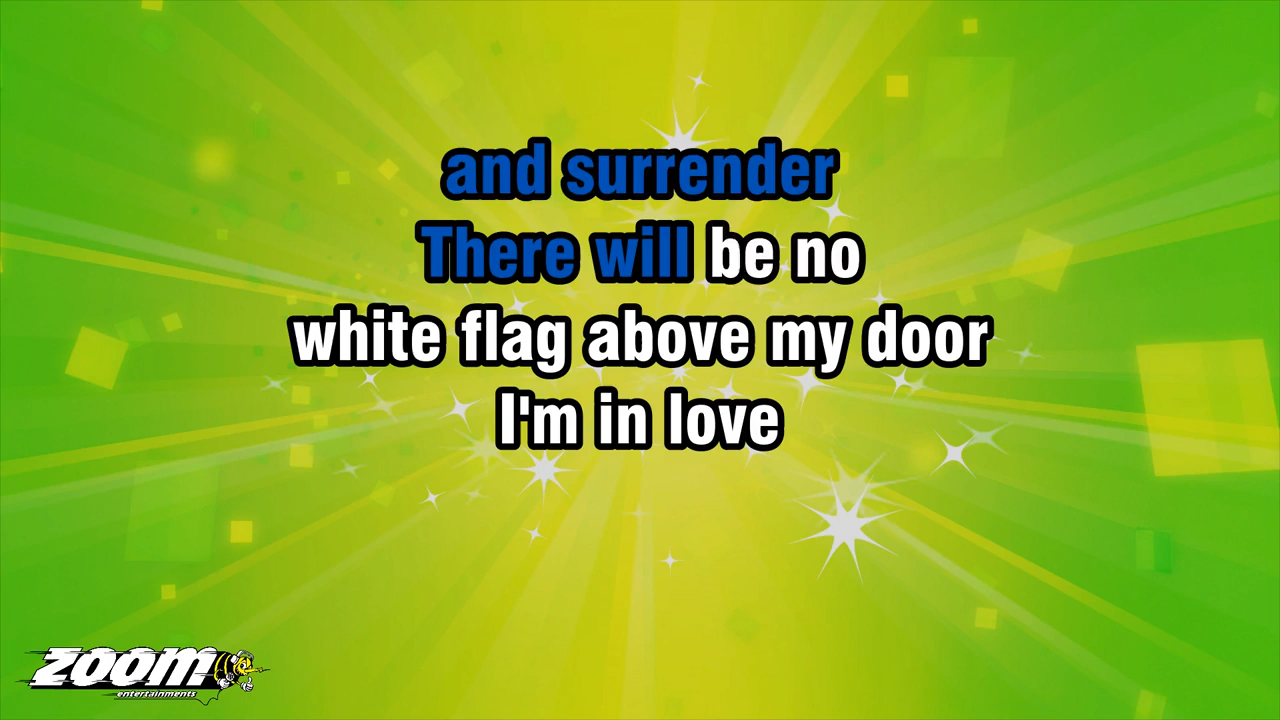 and surrender
There will be no
white flag above my door
I'm in love
zoom
entertainments